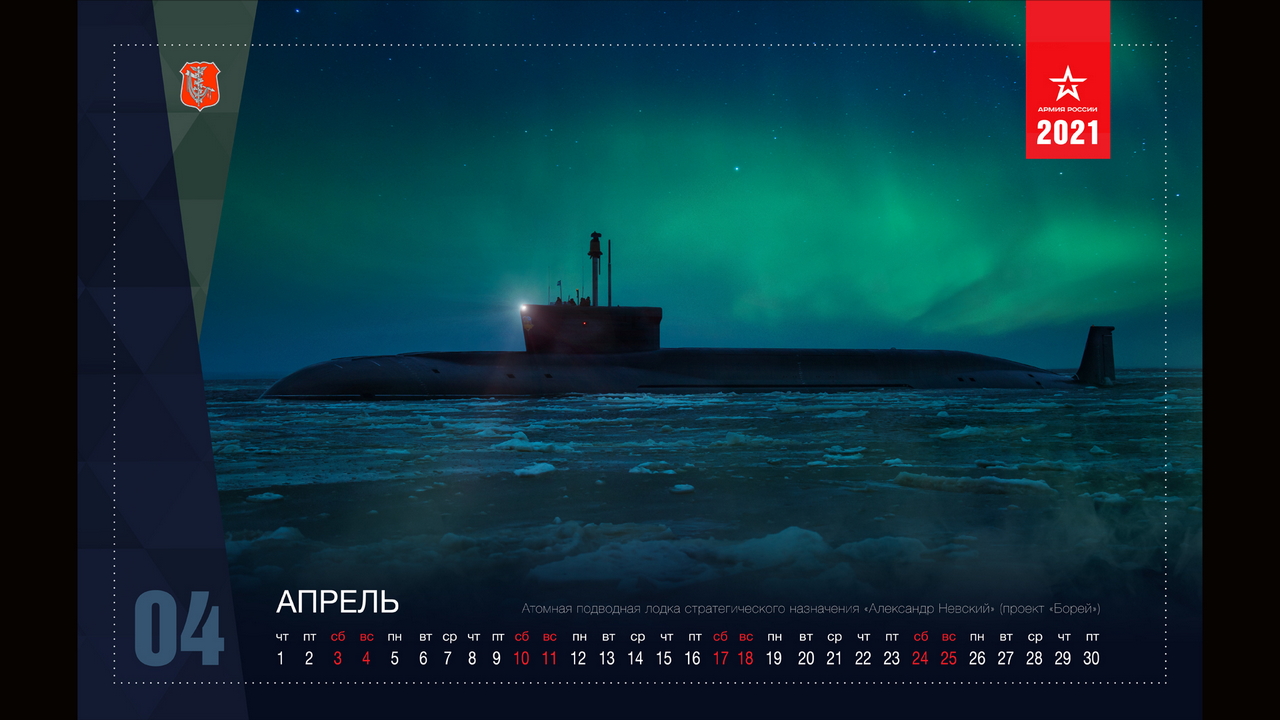 АРМИЯ РОССИИ
2021
04
АПРЕЛЬ
Атомная подводная лодка стратегического назначения «Александр Невский» (проект «Борей»)
чт пт сб вс пн вт ср чт пт сб вс пн вт ср чт пт сб вс пн вт ср чт пт сб вс пн вт ср чт пт
1 2 3 4 5 6 7 8 9 10 11 12 13 14 15 16 17 18 19 20 21 22 23 24 25 26 27 28 29 30